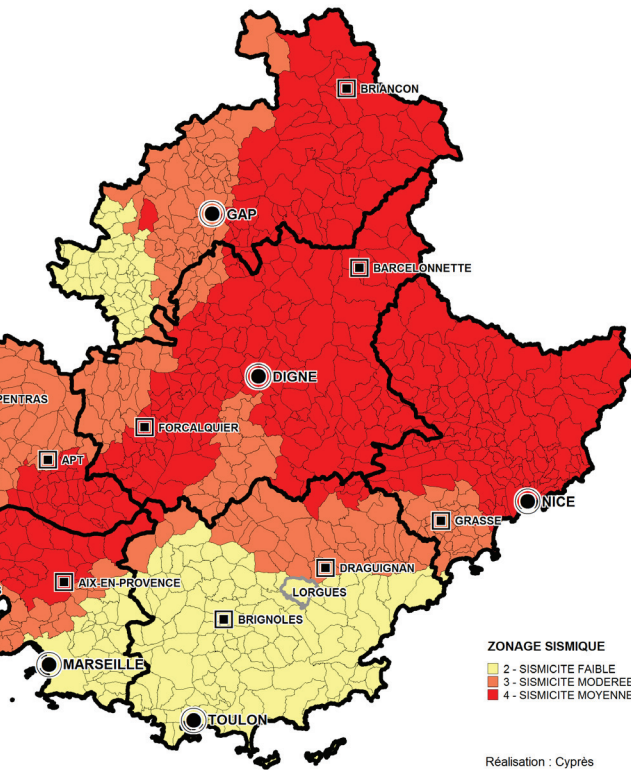 BRIANCON
GAP
BARCELONNETTE
DIGNE
PENTRAS
FORCALQUIER
APT
NICE
GRASSE
DRAGUIGNAN
AIX-EN-PROVENCE
LORGUES
BRIGNOLES
MARSEILLE
TOULON
ZONAGE SISMIQUE
2 - SISMICITE FAIBLE
3 - SISMICITE MODEREE
4 - SISMICITE MOYENNE
Réalisation : Cyprès